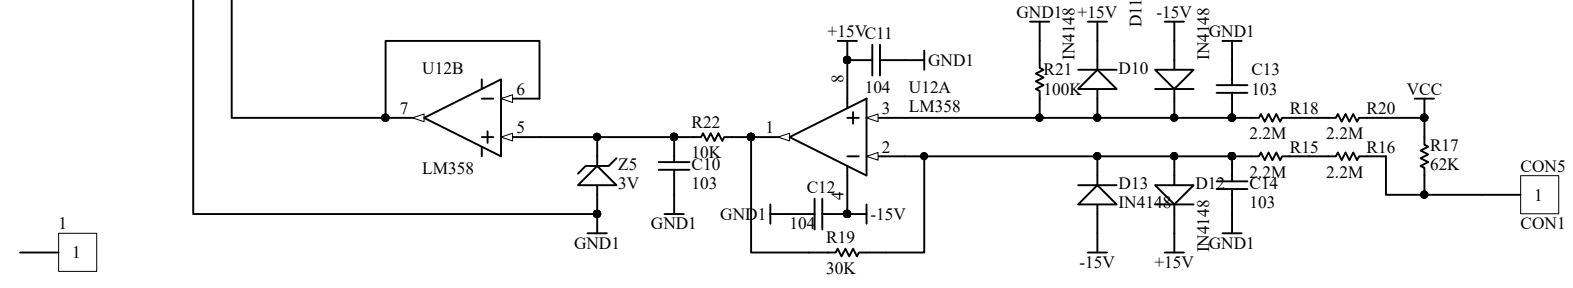 GND1
+15V
-15V
IN4148
D11
IN4148
GND1
+15V
C11
GND1
8
104
U12A
LM358
R21
100K
D10
C13
103
VCC
U12B
6
7
5
LM358
R22
10K
1
3
2
R18
2.2M
R20
2.2M
R15
2.2M
R16
2.2M
R17
62K
Z5
3V
C10
103
C12
4
GND1
104
-15V
D13
IN4148
D12
IN4148
C14
103
CON5
1
CON1
GND1
GND1
R19
30K
-15V
+15V
GND1
1
1